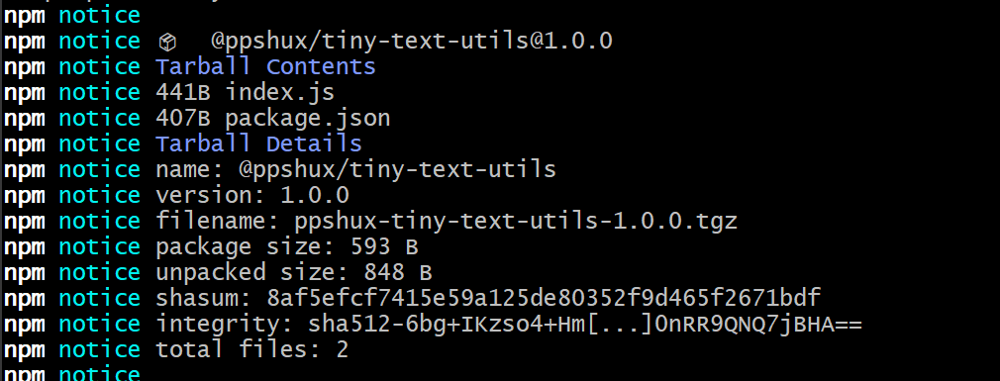 npm notice
npm notice 📦  @ppshux/tiny-text-utils@1.0.0
npm notice Tarball Contents
npm notice 441B index.js
npm notice 407B package.json
npm notice Tarball Details
npm notice name: @ppshux/tiny-text-utils
npm notice version: 1.0.0
npm notice filename: ppshux-tiny-text-utils-1.0.0.tgz
npm notice package size: 593 B
npm notice unpacked size: 848 B
npm notice shasum: 8af5efcf7415e59a125de80352f9d465f2671bdf
npm notice integrity: sha512-6bg+IKzso4+Hm[...]OnRR9QNQ7jBHA==
npm notice total files: 2
npm notice